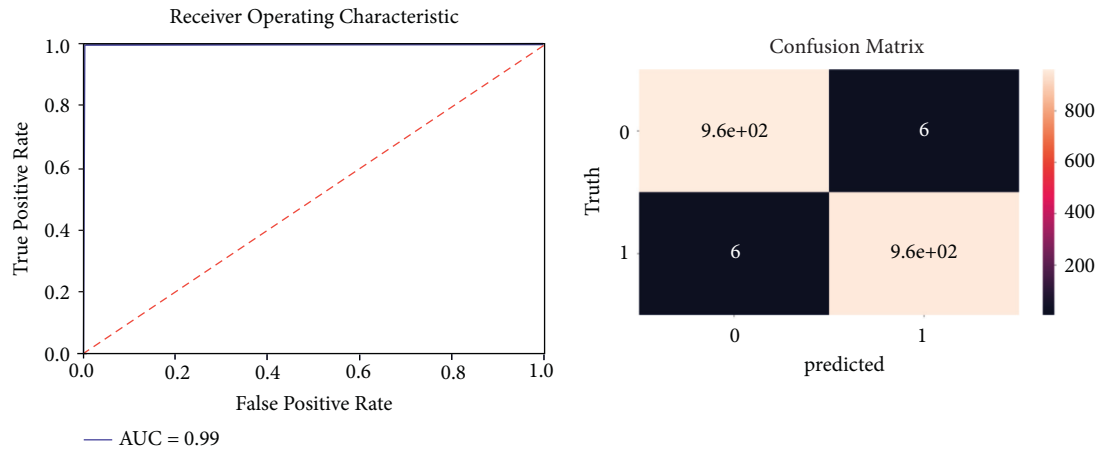 Receiver Operating Characteristic
1.0
0.8
0.6
0.4
0.2
0.0
True Positive Rate
0.0 0.2 0.4 0.6 0.8 1.0
False Positive Rate
AUC = 0.99
Confusion Matrix
0
1
Truth
9.6e+02 6
6 9.6e+02
0 1
predicted
800
600
400
200